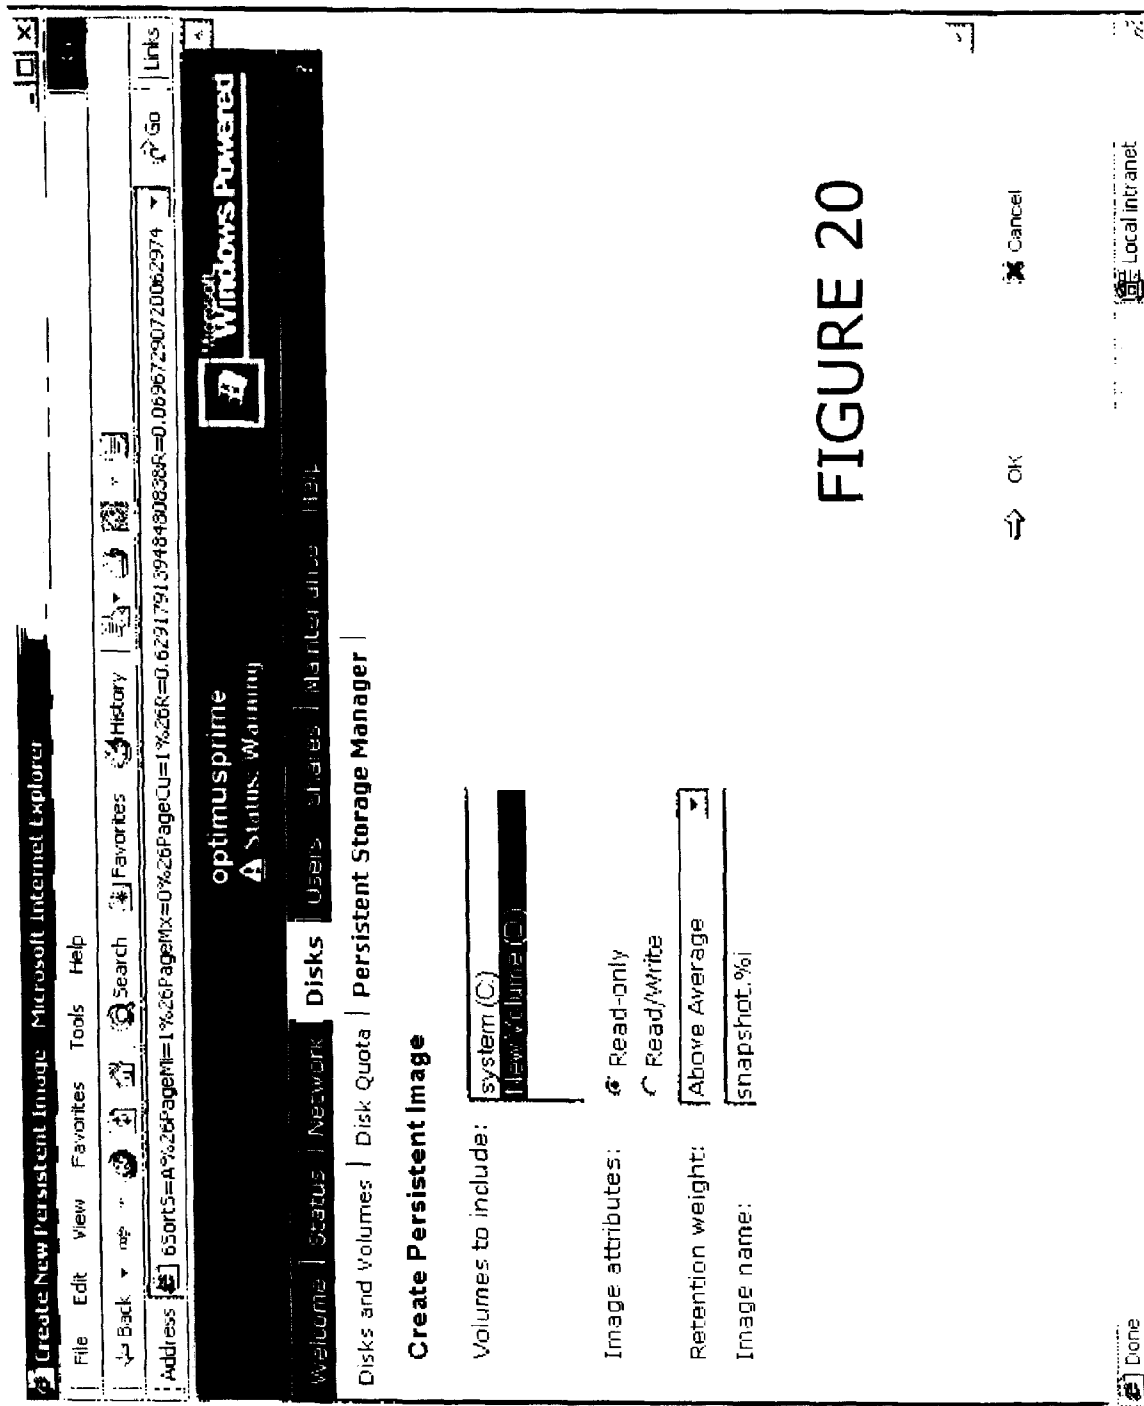 Create New Persistent Image Microsoft Internet Explorer
File Edit View Favorites Tools Help
Back Search Favorites History
Address 6SortS=A%26PageMi=1%26PageMx=0%26PageCu=1%26R=0.6291791394848083&R=0.06967290720062974 Go Links
optimusprime
Status: Warning
Microsoft
Windows Powered
Welcome | Status | Network | Disks | Users | Shares | Maintenance | Help ?
Disks and Volumes | Disk Quota | Persistent Storage Manager |
Create Persistent Image
Volumes to include: system (C:)
New Volume (D:)
Image attributes: Read-only
Read/Write
Retention weight: Above Average
Image name: snapshot.%i
FIGURE 20
OK Cancel
Done Local intranet